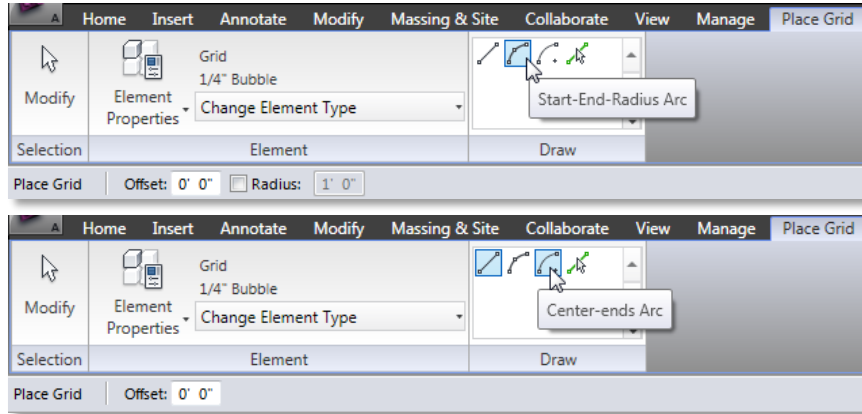 A Home Insert Annotate Modify Massing & Site Collaborate View Manage Place Grid
Modify
Element Properties
Grid
1/4" Bubble
Change Element Type
Start-End-Radius Arc
Selection Element Draw
Place Grid Offset: 0' 0" Radius: 1' 0"
A Home Insert Annotate Modify Massing & Site Collaborate View Manage Place Grid
Modify
Element Properties
Grid
1/4" Bubble
Change Element Type
Center-ends Arc
Selection Element Draw
Place Grid Offset: 0' 0"